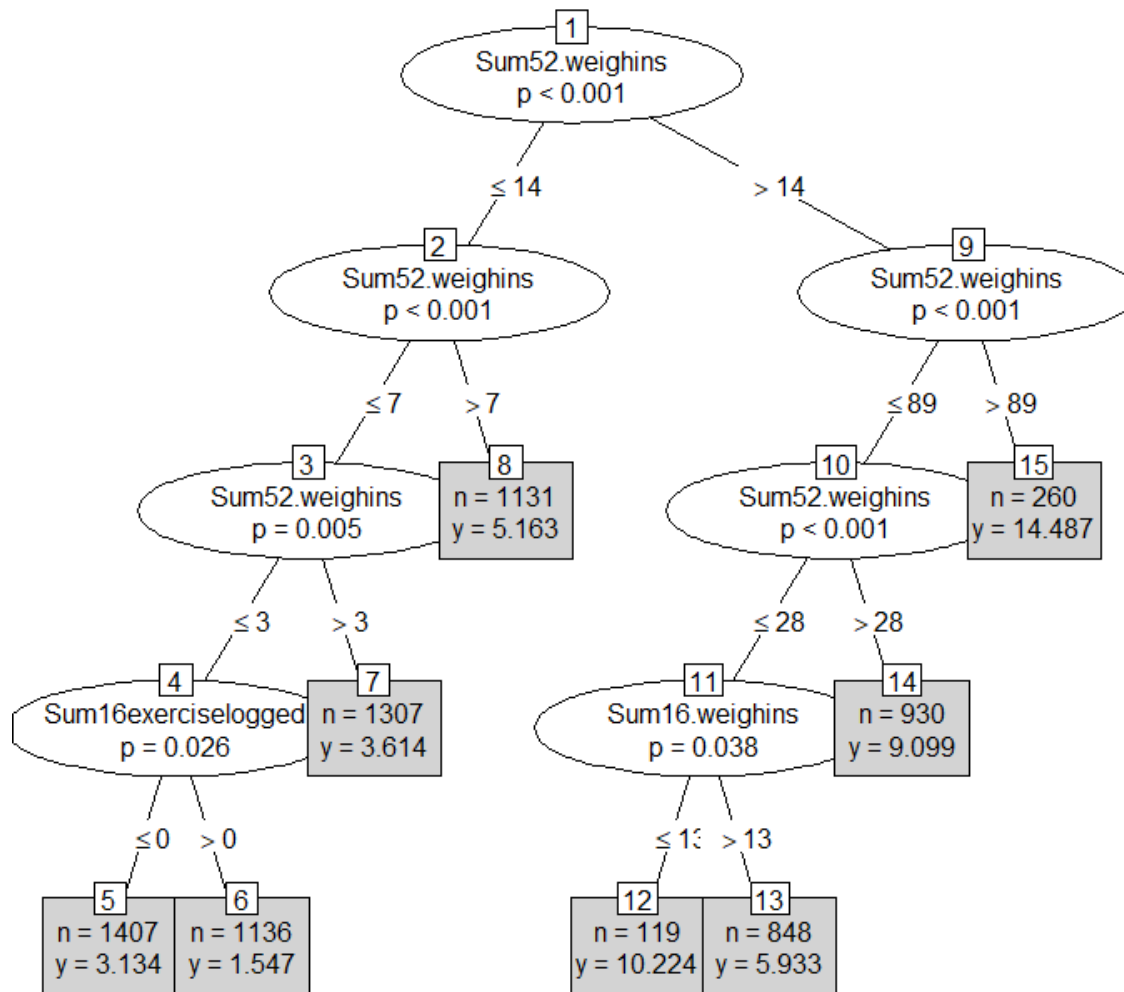 1
Sum52.weighins
p < 0.001
≤ 14
> 14
2
Sum52.weighins
p < 0.001
9
Sum52.weighins
p < 0.001
≤ 7
> 7
≤ 89
> 89
3
Sum52.weighins
p = 0.005
8
n = 1131
y = 5.163
10
Sum52.weighins
p < 0.001
15
n = 260
y = 14.487
≤ 3
> 3
≤ 28
> 28
4
Sum16exerciselogged
p = 0.026
7
n = 1307
y = 3.614
11
Sum16.weighins
p = 0.038
14
n = 930
y = 9.099
≤ 0
> 0
≤ 13
> 13
5
n = 1407
y = 3.134
6
n = 1136
y = 1.547
12
n = 119
y = 10.224
13
n = 848
y = 5.933